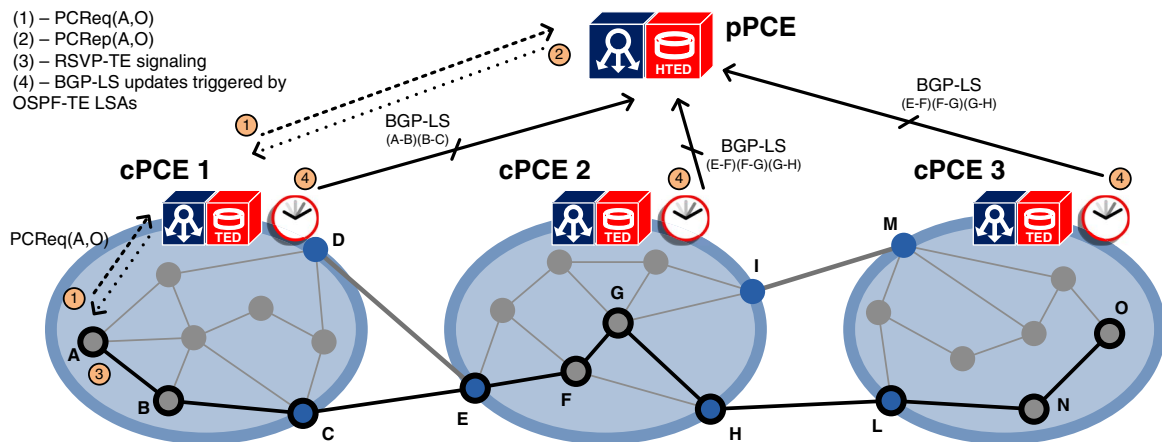 (1) – PCReq(A,O)
(2) – PCRep(A,O)
(3) – RSVP-TE signaling
(4) – BGP-LS updates triggered by
OSPF-TE LSAs
pPCE
2
HTED
1
BGP-LS
(A-B)(B-C)
BGP-LS
(E-F)(F-G)(G-H)
BGP-LS
(E-F)(F-G)(G-H)
cPCE 1
4
cPCE 2
4
cPCE 3
4
TED
TED
TED
PCReq(A,O)
D
M
I
1
G
O
A
3
B
C
E
F
H
L
N